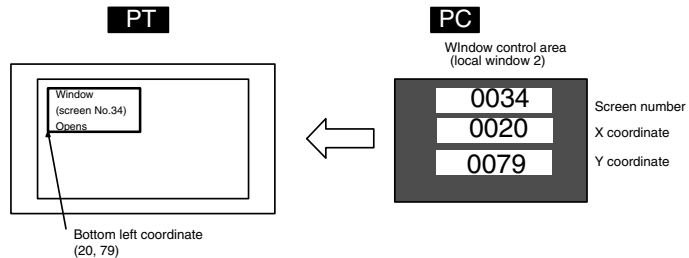 PT
PC
WIndow control area
(local window 2)
Window
(screen No.34)
Opens
0034
Screen number
0020
X coordinate
0079
Y coordinate
Bottom left coordinate
(20, 79)